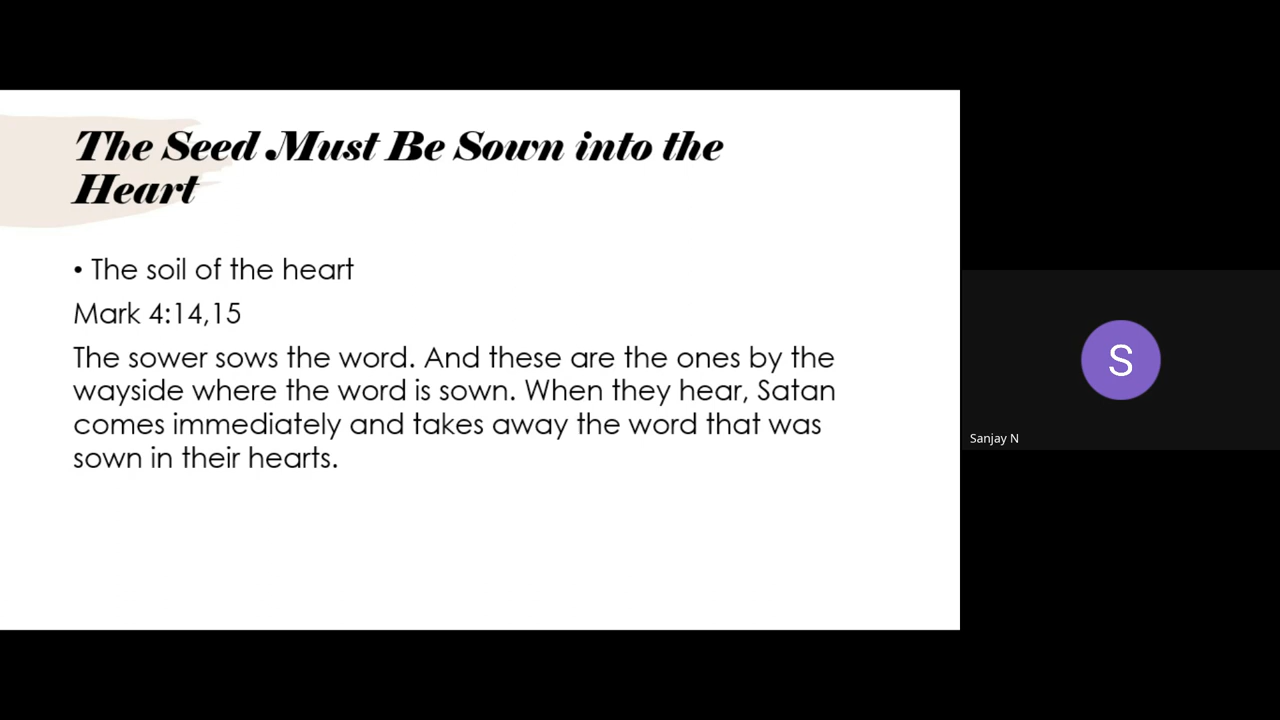 The Seed Must Be Sown into the
Heart
• The soil of the heart
Mark 4:14,15
The sower sows the word. And these are the ones by the
wayside where the word is sown. When they hear, Satan
comes immediately and takes away the word that was
sown in their hearts.
S
Sanjay N